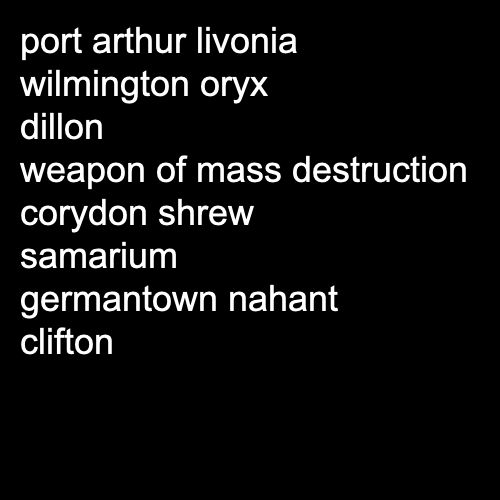 port arthur livonia
wilmington oryx
dillon
weapon of mass destruction
corydon shrew
samarium
germantown nahant
clifton